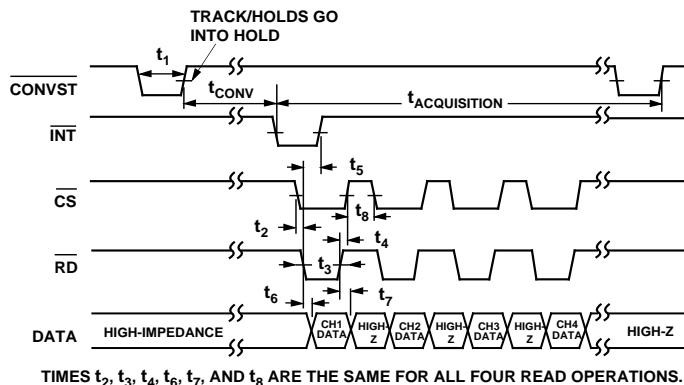 TRACK/HOLDS GO
INTO HOLD
t1
CONVST
tCONV
tACQUISITION
INT
t5
CS
t2
t8
t4
RD
t3
t6
t7
DATA
HIGH-IMPEDANCE
CH1
DATA
HIGH-
Z
CH2
DATA
HIGH-
Z
CH3
DATA
HIGH-
Z
CH4
DATA
HIGH-Z
TIMES t2, t3, t4, t6, t7, AND t8 ARE THE SAME FOR ALL FOUR READ OPERATIONS.